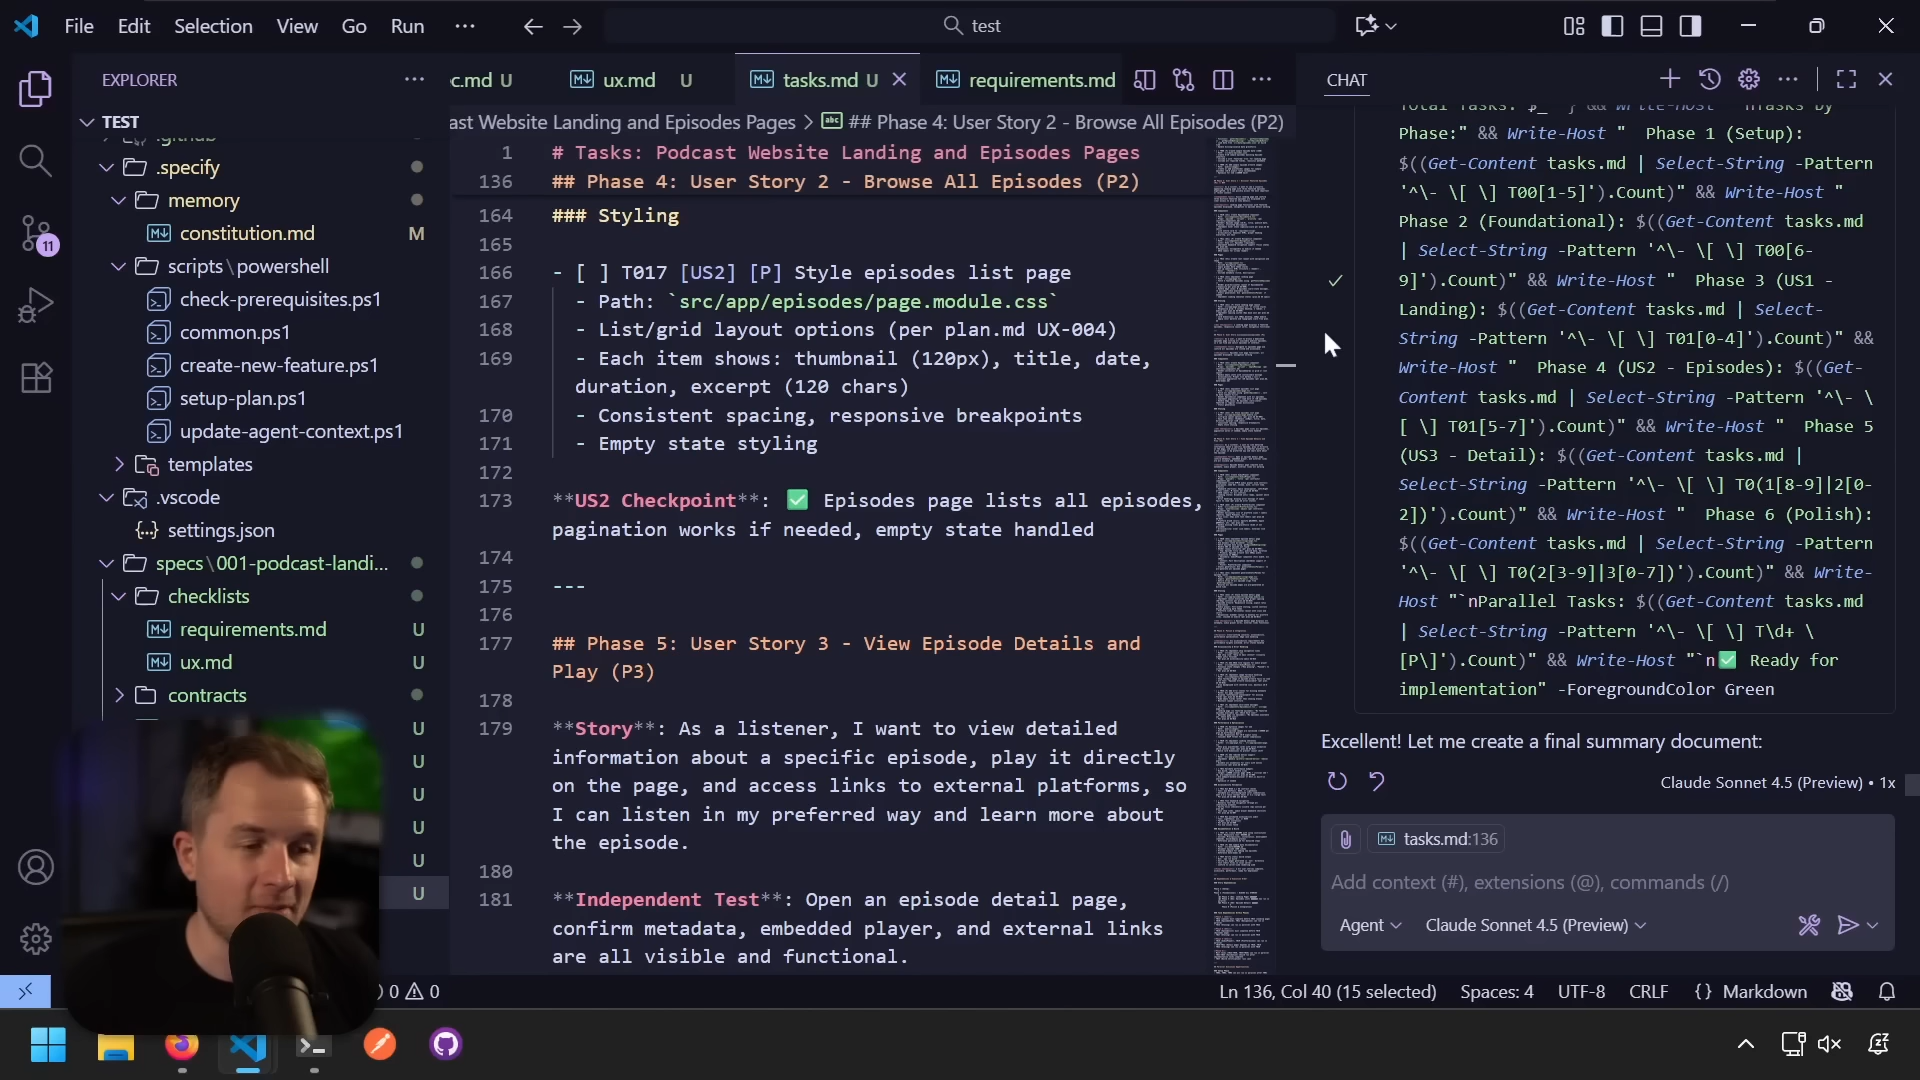 File Edit Selection View Go Run ···
test
EXPLORER ···
TEST
.github
.specify
memory
constitution.md M
scripts\powershell
check-prerequisites.ps1
common.ps1
create-new-feature.ps1
setup-plan.ps1
update-agent-context.ps1
templates
.vscode
settings.json
specs\001-podcast-landi...
checklists
requirements.md U
ux.md U
contracts
U
U
U
U
U
U
11
c.md U ux.md U tasks.md U requirements.md ···
ast Website Landing and Episodes Pages > ## Phase 4: User Story 2 - Browse All Episodes (P2)
1 # Tasks: Podcast Website Landing and Episodes Pages
136 ## Phase 4: User Story 2 - Browse All Episodes (P2)
164 ### Styling
165
166 - [ ] T017 [US2] [P] Style episodes list page
167 - Path: `src/app/episodes/page.module.css`
168 - List/grid layout options (per plan.md UX-004)
169 - Each item shows: thumbnail (120px), title, date,
duration, excerpt (120 chars)
170 - Consistent spacing, responsive breakpoints
171 - Empty state styling
172
173 **US2 Checkpoint**: ✅ Episodes page lists all episodes,
pagination works if needed, empty state handled
174
175 ---
176
177 ## Phase 5: User Story 3 - View Episode Details and
Play (P3)
178
179 **Story**: As a listener, I want to view detailed
information about a specific episode, play it directly
on the page, and access links to external platforms, so
I can listen in my preferred way and learn more about
the episode.
180
181 **Independent Test**: Open an episode detail page,
confirm metadata, embedded player, and external links
are all visible and functional.
CHAT
Total Tasks: $_" } && Write-Host "`nTasks by
Phase:" && Write-Host "  Phase 1 (Setup):
$((Get-Content tasks.md | Select-String -Pattern
'^\- \[ \] T00[1-5]').Count)" && Write-Host "
Phase 2 (Foundational): $((Get-Content tasks.md
| Select-String -Pattern '^\- \[ \] T00[6-
9]').Count)" && Write-Host "  Phase 3 (US1 -
Landing): $((Get-Content tasks.md | Select-
String -Pattern '^\- \[ \] T01[0-4]').Count)" &&
Write-Host "  Phase 4 (US2 - Episodes): $((Get-
Content tasks.md | Select-String -Pattern '^\- \
[ \] T01[5-7]').Count)" && Write-Host "  Phase 5
(US3 - Detail): $((Get-Content tasks.md |
Select-String -Pattern '^\- \[ \] T0(1[8-9]|2[0-
2])').Count)" && Write-Host "  Phase 6 (Polish):
$((Get-Content tasks.md | Select-String -Pattern
'^\- \[ \] T0(2[3-9]|3[0-7])').Count)" && Write-
Host "`nParallel Tasks: $((Get-Content tasks.md
| Select-String -Pattern '^\- \[ \] T\d+ \
[P\]').Count)" && Write-Host "`n✅ Ready for
implementation" -ForegroundColor Green
Excellent! Let me create a final summary document:
Claude Sonnet 4.5 (Preview) • 1x
tasks.md:136
Add context (#), extensions (@), commands (/)
Agent Claude Sonnet 4.5 (Preview)
0 0 Ln 136, Col 40 (15 selected) Spaces: 4 UTF-8 CRLF {} Markdown